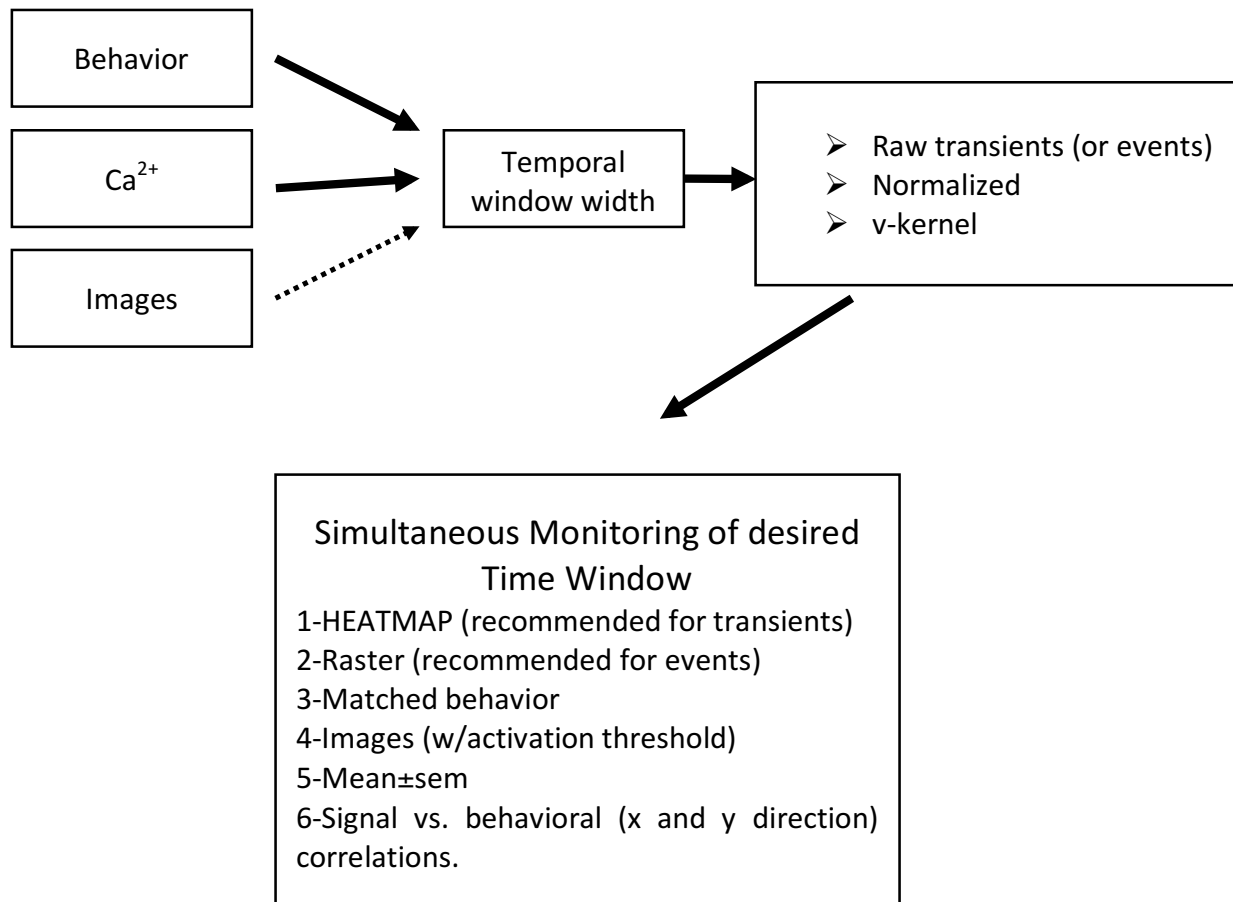 Behavior
Ca²⁺
Images
Temporal
window width
➢ Raw transients (or events)
➢ Normalized
➢ v-kernel
Simultaneous Monitoring of desired
Time Window
1-HEATMAP (recommended for transients)
2-Raster (recommended for events)
3-Matched behavior
4-Images (w/activation threshold)
5-Mean±sem
6-Signal vs. behavioral (x and y direction)
correlations.